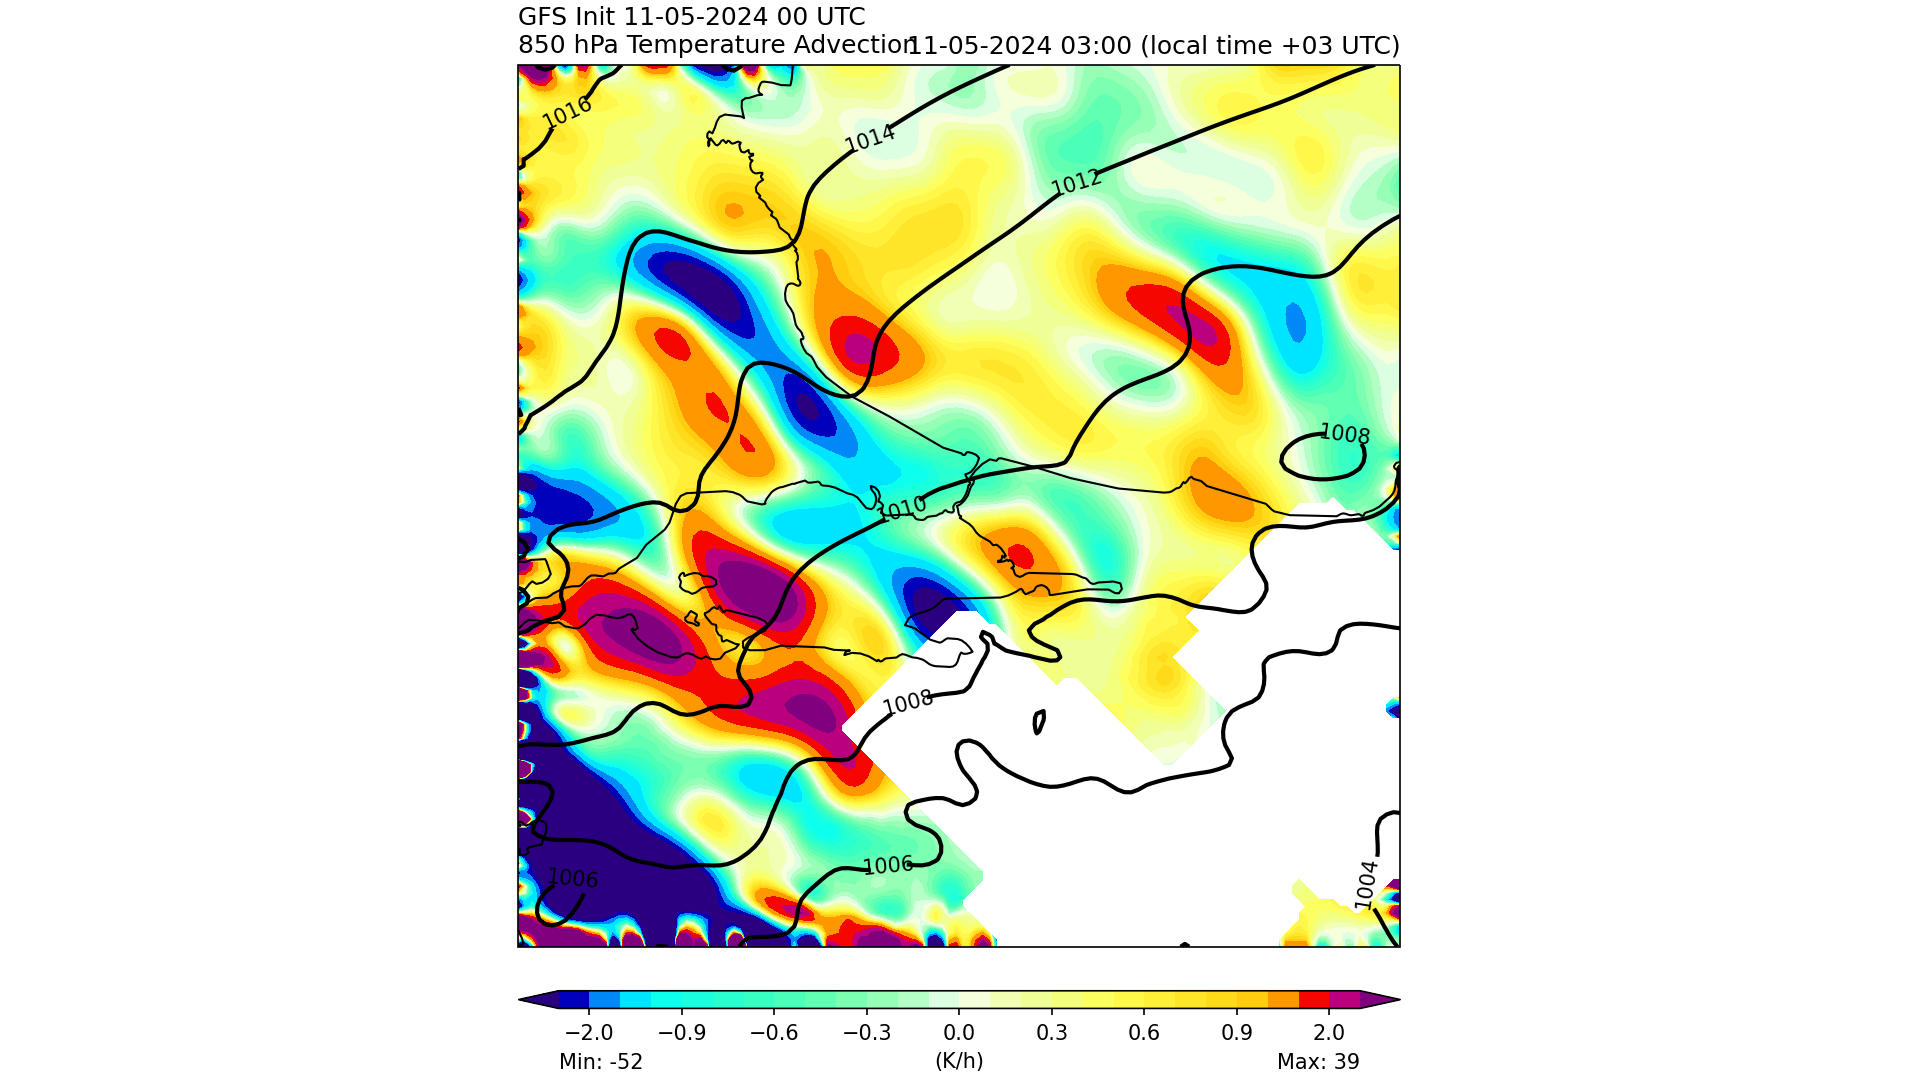 GFS Init 11-05-2024 00 UTC
850 hPa Temperature Advection 11-05-2024 03:00 (local time +03 UTC)
1016
1014
1012
1008
1010
1008
1006
1006
1004
−2.0 −0.9 −0.6 −0.3 0.0 0.3 0.6 0.9 2.0
Min: -52 (K/h) Max: 39